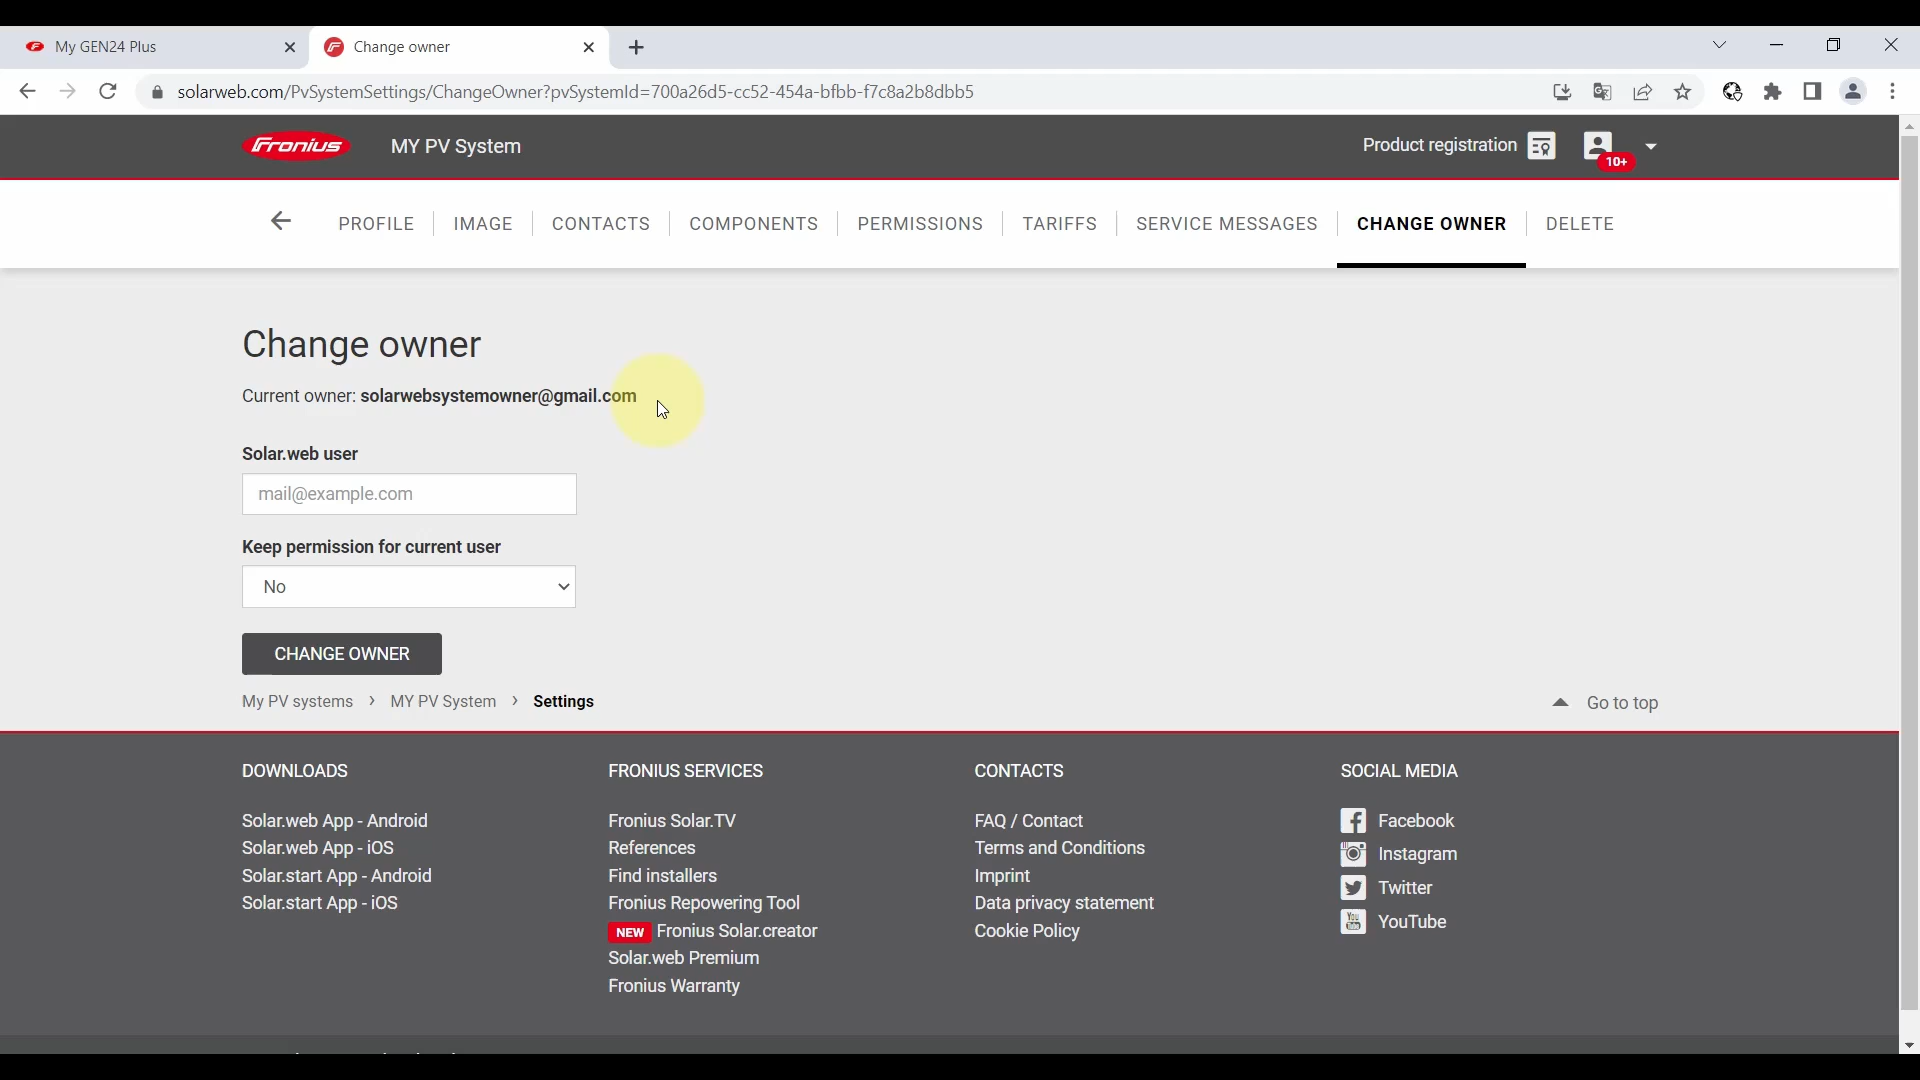 My GEN24 Plus
Change owner
solarweb.com/PvSystemSettings/ChangeOwner?pvSystemId=700a26d5-cc52-454a-bfbb-f7c8a2b8dbb5
Fronius
MY PV System
Product registration
10+
PROFILE
IMAGE
CONTACTS
COMPONENTS
PERMISSIONS
TARIFFS
SERVICE MESSAGES
CHANGE OWNER
DELETE
Change owner
Current owner: solarwebsystemowner@gmail.com
Solar.web user
mail@example.com
Keep permission for current user
No
CHANGE OWNER
My PV systems > MY PV System > Settings
Go to top
DOWNLOADS
Solar.web App - Android
Solar.web App - iOS
Solar.start App - Android
Solar.start App - iOS
FRONIUS SERVICES
Fronius Solar.TV
References
Find installers
Fronius Repowering Tool
NEW Fronius Solar.creator
Solar.web Premium
Fronius Warranty
CONTACTS
FAQ / Contact
Terms and Conditions
Imprint
Data privacy statement
Cookie Policy
SOCIAL MEDIA
Facebook
Instagram
Twitter
You Tube YouTube